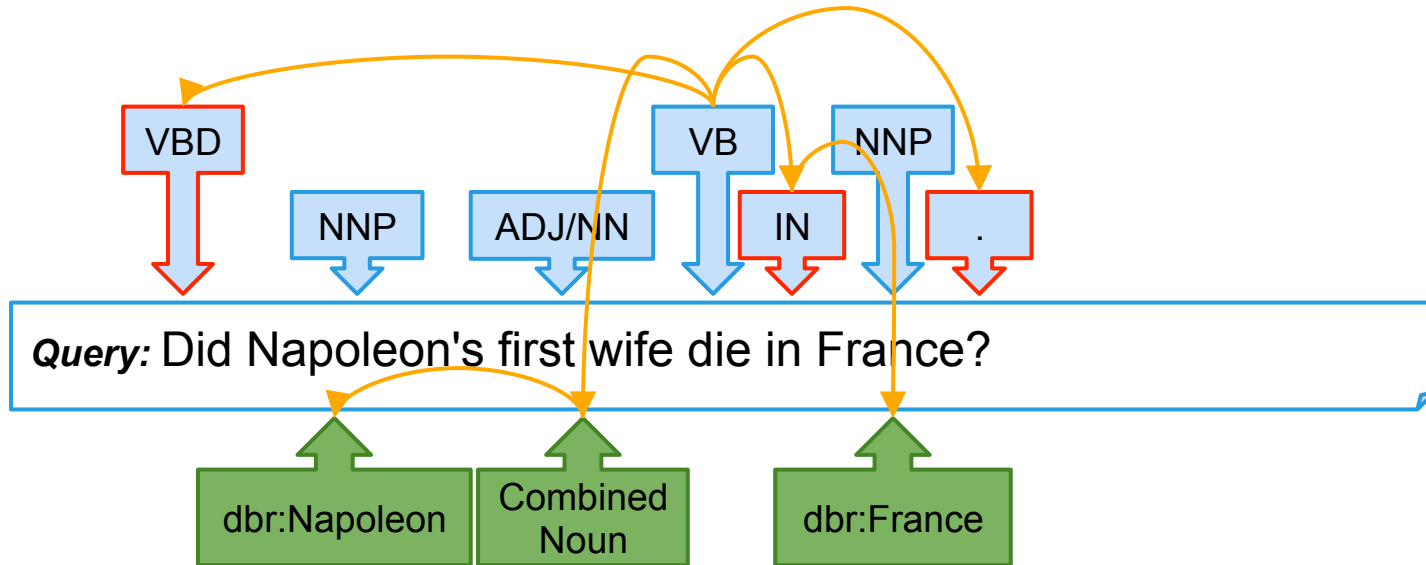 VBD
VB
NNP
NNP
ADJ/NN
IN
.
Query: Did Napoleon's first wife die in France?
dbr:Napoleon
Combined
Noun
dbr:France